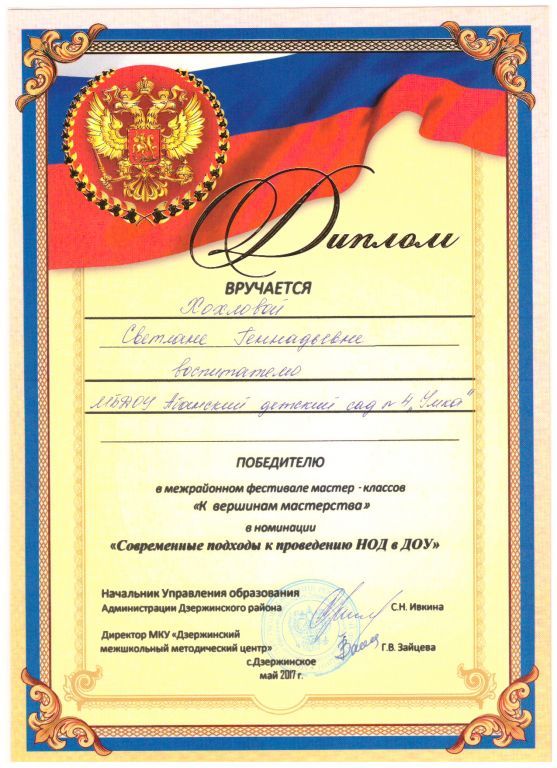 Диплом
ВРУЧАЕТСЯ
Хохловой
Светлане Геннадьевне
воспитателю
МБДОУ Абанский детский сад № 4 „Умка"
ПОБЕДИТЕЛЮ
в межрайонном фестивале мастер - классов
«К вершинам мастерства»
в номинации
«Современные подходы к проведению НОД в ДОУ»
Начальник Управления образования
Администрации Дзержинского района С.Н. Ивкина
Директор МКУ «Дзержинский
межшкольный методический центр» Г.В. Зайцева
с.Дзержинское
май 2017 г.